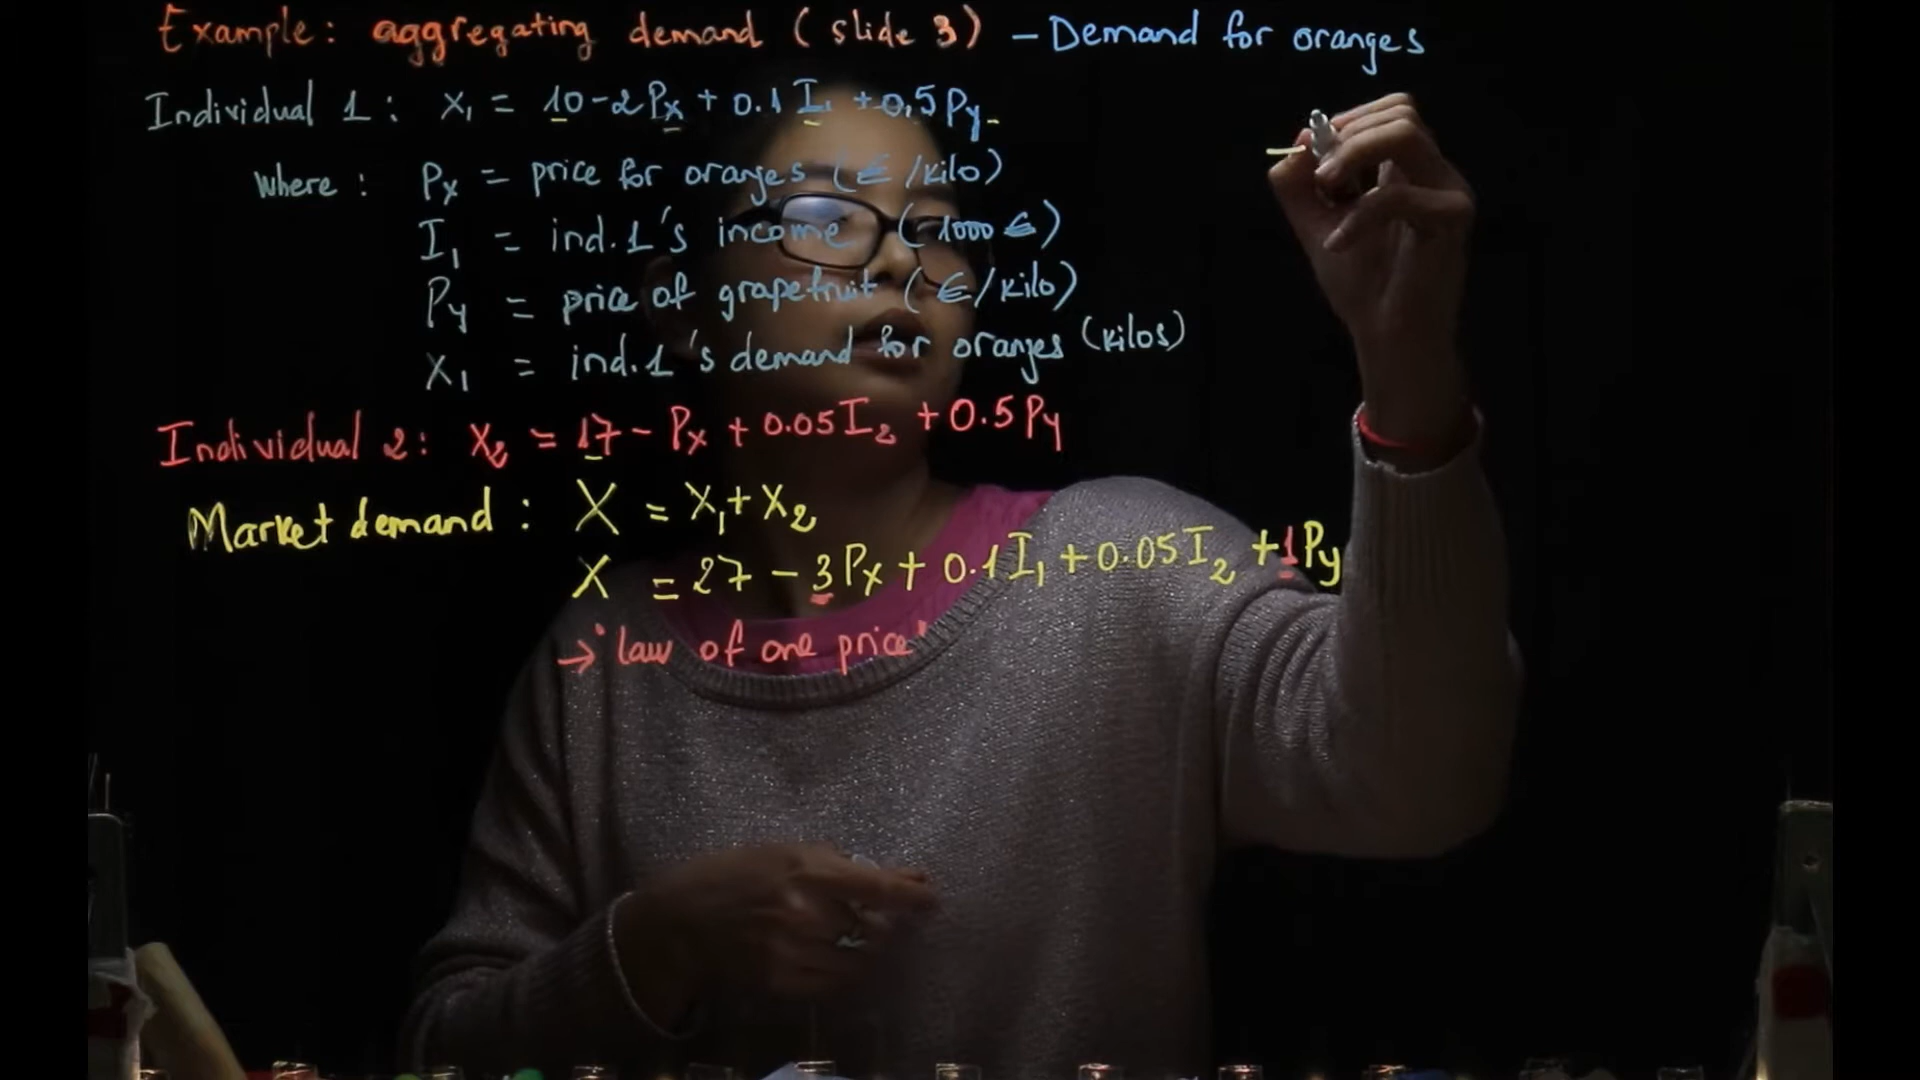 Example: aggregating demand (slide 3) – Demand for oranges
Individual 1: X₁ = 10 - 2Px + 0.1 I₁ + 0,5 Py
where: Px = price for oranges (€/kilo)
I₁ = ind. 1's income (1000 €)
Py = price of grapefruit (€/kilo)
X₁ = ind. 1's demand for oranges (kilos)
Individual 2: X₂ = 17 - Px + 0.05 I₂ + 0.5 Py
Market demand: X = X₁ + X₂
X = 27 - 3Px + 0.1 I₁ + 0.05 I₂ + 1Py
→ 'law of one price'